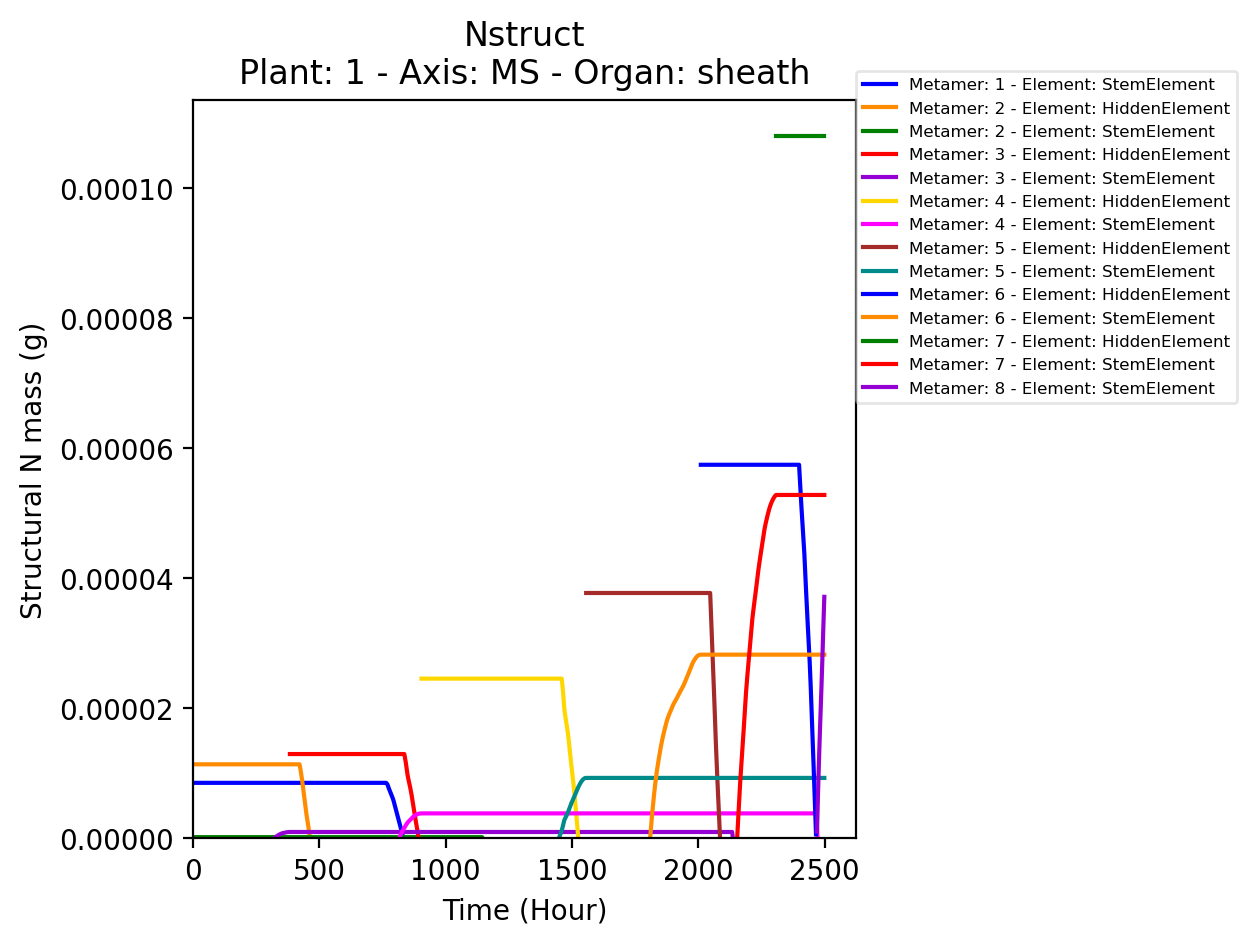 Nstruct
Plant: 1 - Axis: MS - Organ: sheath
Metamer: 1 - Element: StemElement
Metamer: 2 - Element: HiddenElement
Metamer: 2 - Element: StemElement
Metamer: 3 - Element: HiddenElement
Metamer: 3 - Element: StemElement
Metamer: 4 - Element: HiddenElement
Metamer: 4 - Element: StemElement
Metamer: 5 - Element: HiddenElement
Metamer: 5 - Element: StemElement
Metamer: 6 - Element: HiddenElement
Metamer: 6 - Element: StemElement
Metamer: 7 - Element: HiddenElement
Metamer: 7 - Element: StemElement
Metamer: 8 - Element: StemElement
Structural N mass (g)
0.00010
0.00008
0.00006
0.00004
0.00002
0.00000
0 500 1000 1500 2000 2500
Time (Hour)